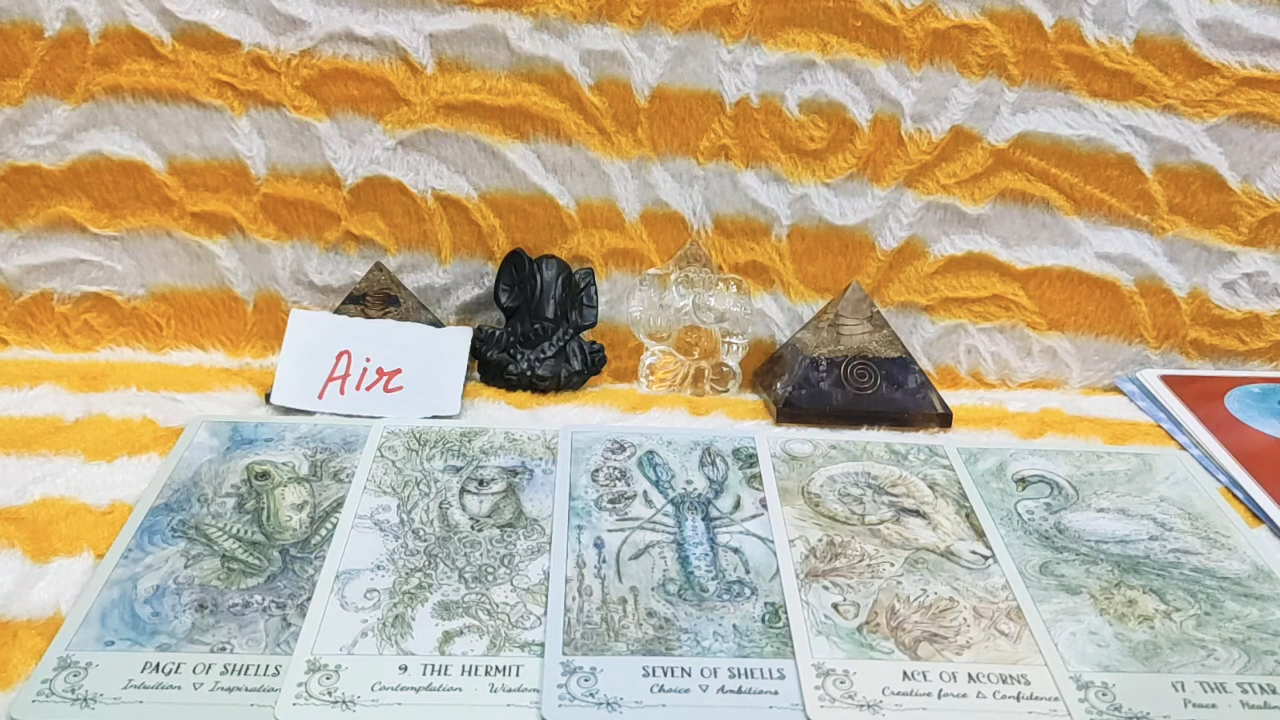 Air
PAGE OF SHELLS
Intuition ▽ Inspiration
9. THE HERMIT
Contemplation · Wisdom
SEVEN OF SHELLS
Choice ▽ Ambitions
ACE OF ACORNS
Creative force △ Confidence
17. THE STAR
Peace · Healin